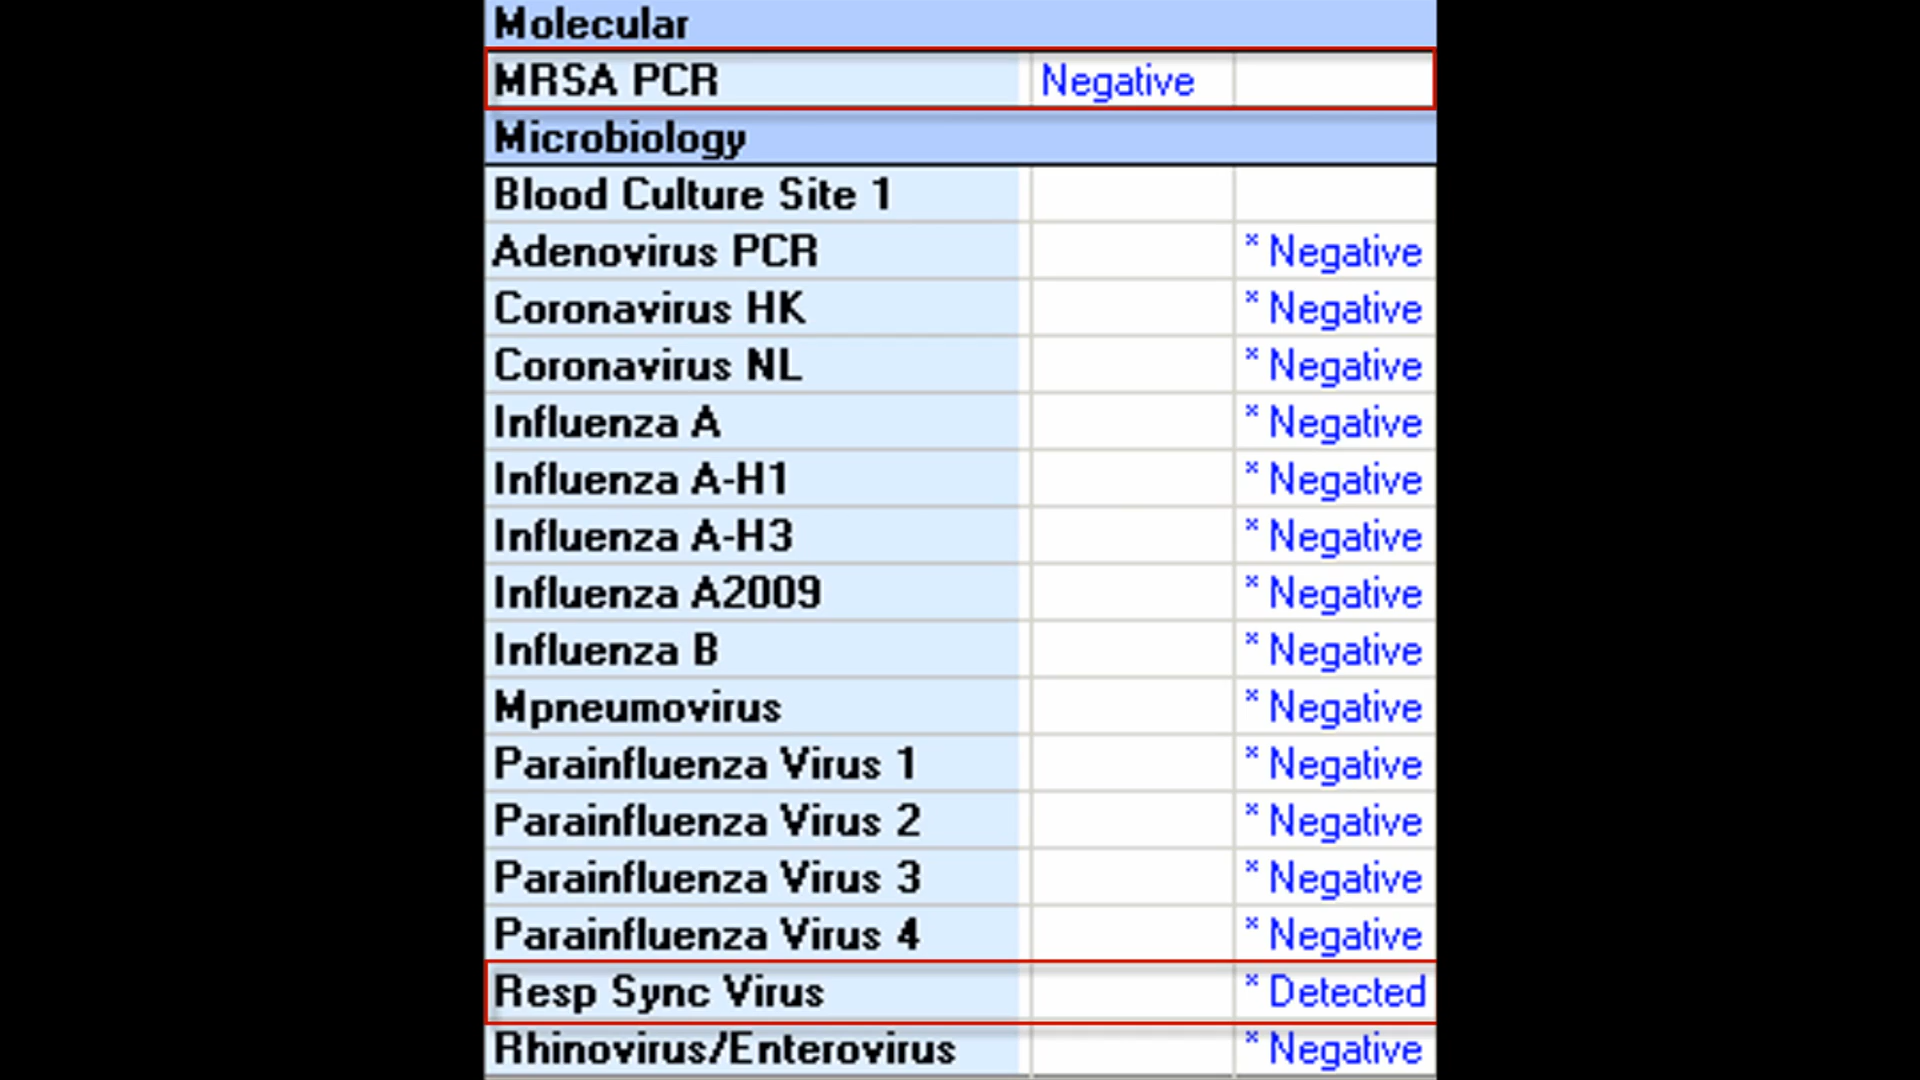 Molecular
MRSA PCR Negative
Microbiology
Blood Culture Site 1
Adenovirus PCR * Negative
Coronavirus HK * Negative
Coronavirus NL * Negative
Influenza A * Negative
Influenza A-H1 * Negative
Influenza A-H3 * Negative
Influenza A2009 * Negative
Influenza B * Negative
Mpneumovirus * Negative
Parainfluenza Virus 1 * Negative
Parainfluenza Virus 2 * Negative
Parainfluenza Virus 3 * Negative
Parainfluenza Virus 4 * Negative
Resp Sync Virus * Detected
Rhinovirus/Enterovirus * Negative